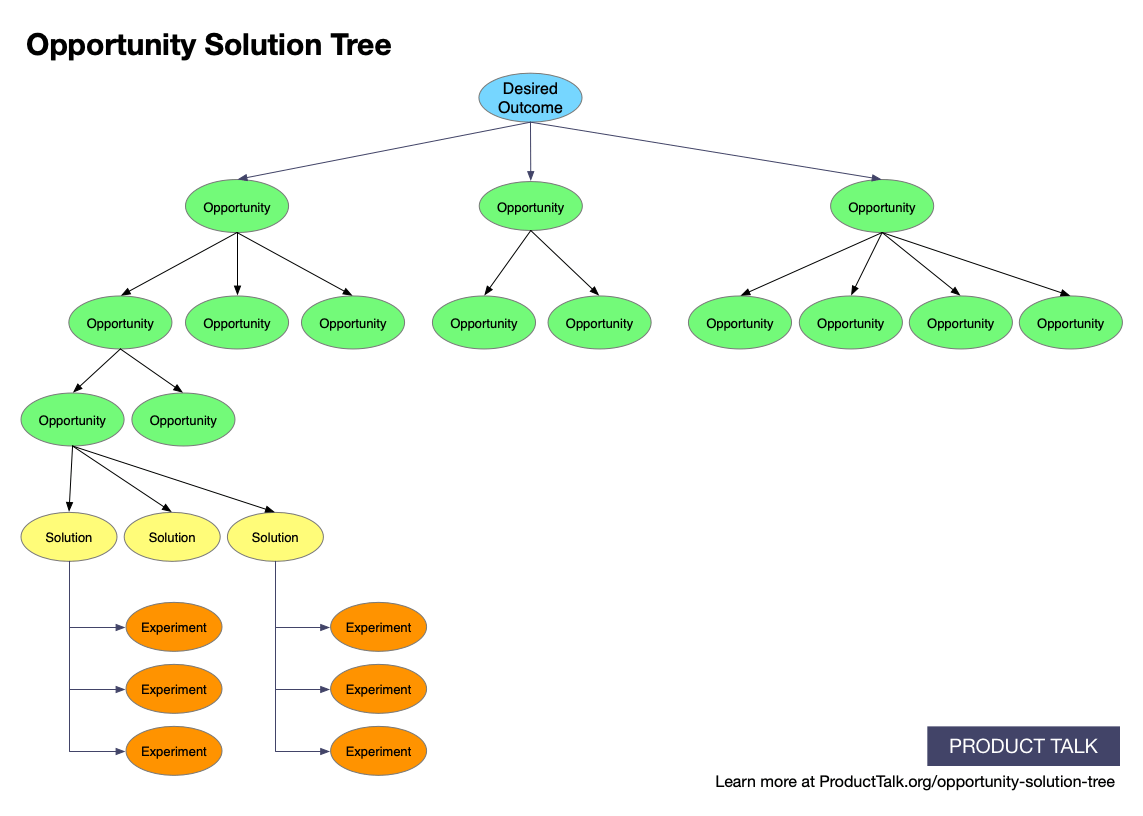 Opportunity Solution Tree
Desired
Outcome
Opportunity
Opportunity
Opportunity
Opportunity
Opportunity
Opportunity
Opportunity
Opportunity
Opportunity
Opportunity
Opportunity
Opportunity
Opportunity
Opportunity
Solution
Solution
Solution
Experiment
Experiment
Experiment
Experiment
Experiment
Experiment
PRODUCT TALK
Learn more at ProductTalk.org/opportunity-solution-tree